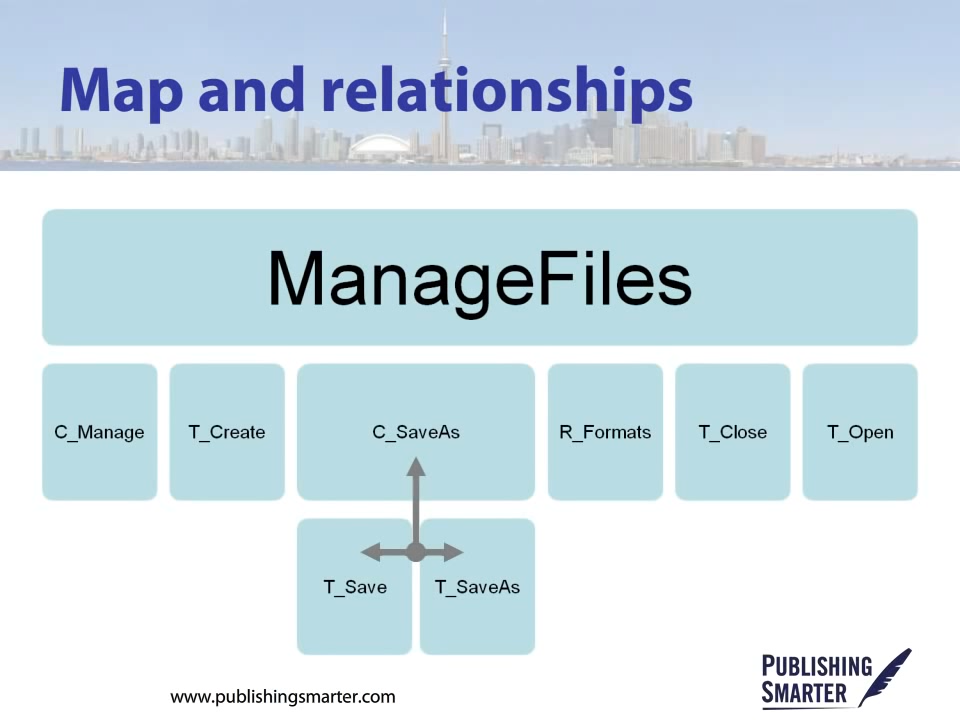 Map and relationships
ManageFiles
C_Manage
T_Create
C_SaveAs
R_Formats
T_Close
T_Open
T_Save
T_SaveAs
www.publishingsmarter.com
PUBLISHING
SMARTER